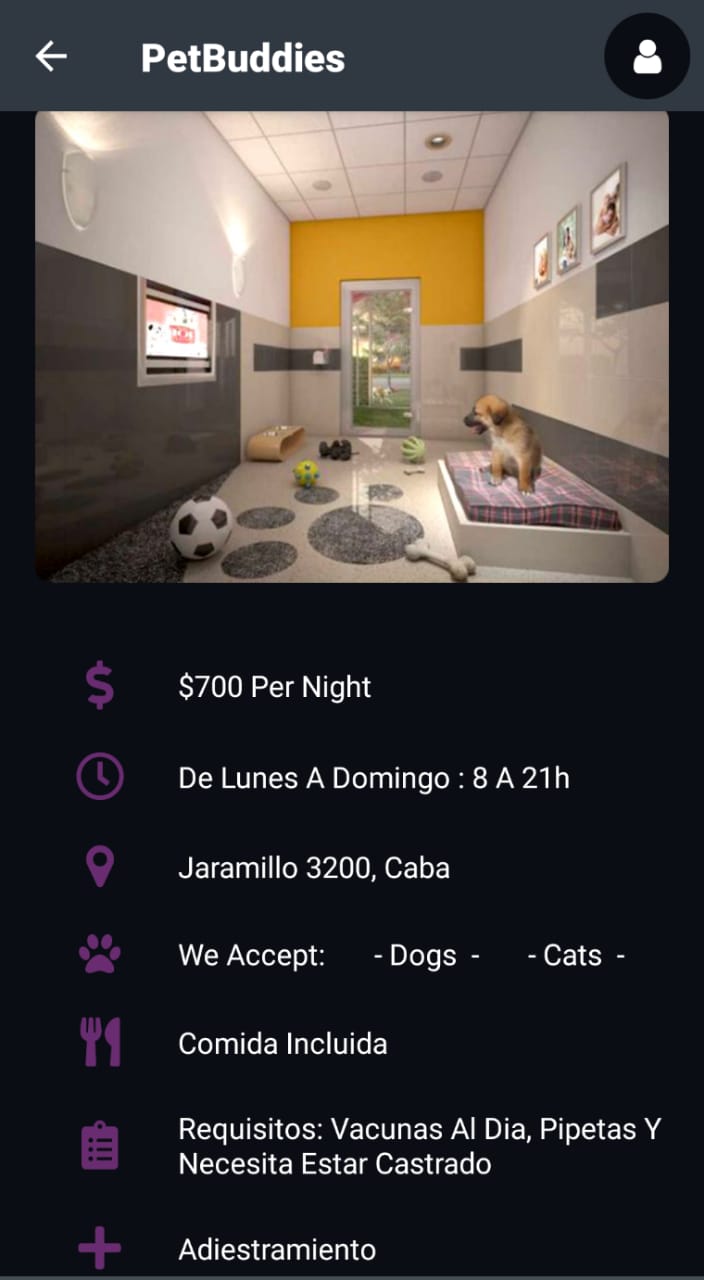 PetBuddies
$700 Per Night
De Lunes A Domingo : 8 A 21h
Jaramillo 3200, Caba
We Accept: - Dogs - - Cats -
Comida Incluida
Requisitos: Vacunas Al Dia, Pipetas Y
Necesita Estar Castrado
Adiestramiento